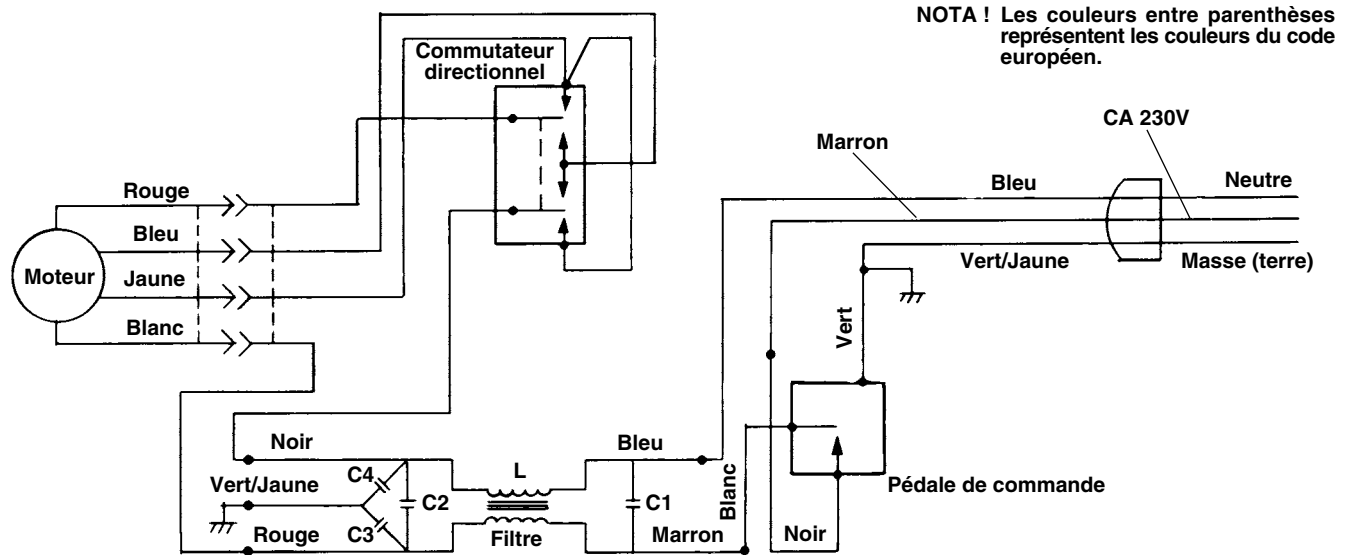 NOTA ! Les couleurs entre parenthèses
représentent les couleurs du code
européen.
Commutateur
directionnel
CA 230V
Marron
Rouge
Bleu
Neutre
Bleu
Moteur
Jaune
Vert/Jaune
Masse (terre)
Blanc
Vert
Noir
Bleu
C4
L
Vert/Jaune
C2
C1
Blanc
Pédale de commande
C3
Rouge
Filtre
Marron
Noir